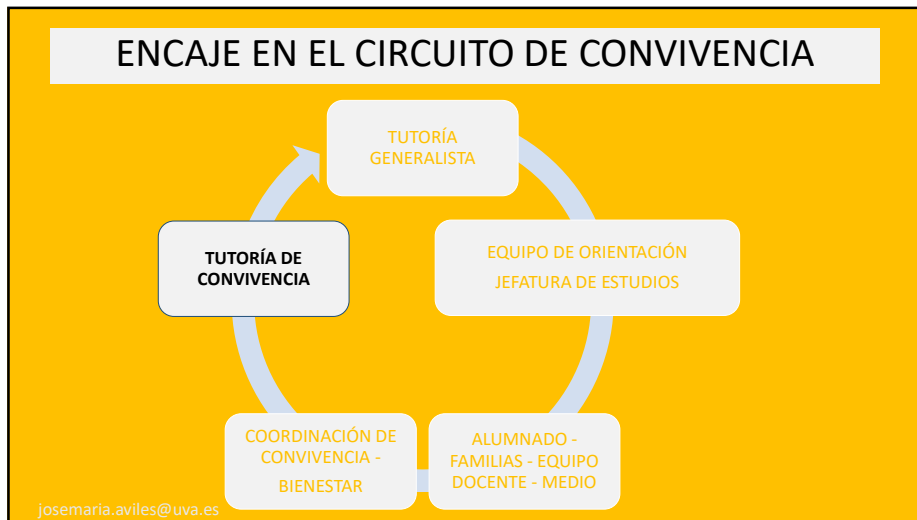 ENCAJE EN EL CIRCUITO DE CONVIVENCIA
TUTORÍA
GENERALISTA
EQUIPO DE ORIENTACIÓN
JEFATURA DE ESTUDIOS
ALUMNADO -
FAMILIAS - EQUIPO
DOCENTE - MEDIO
COORDINACIÓN DE
CONVIVENCIA -
BIENESTAR
TUTORÍA DE
CONVIVENCIA
josemaria.aviles@uva.es